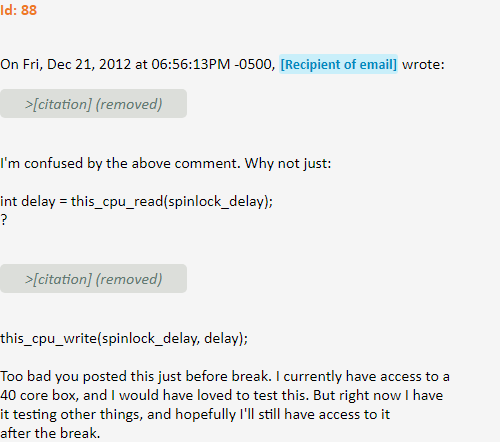 Id: 88
On Fri, Dec 21, 2012 at 06:56:13PM -0500, [Recipient of email] wrote:
>[citation] (removed)
I'm confused by the above comment. Why not just:
int delay = this_cpu_read(spinlock_delay);
?
>[citation] (removed)
this_cpu_write(spinlock_delay, delay);
Too bad you posted this just before break. I currently have access to a
40 core box, and I would have loved to test this. But right now I have
it testing other things, and hopefully I'll still have access to it
after the break.